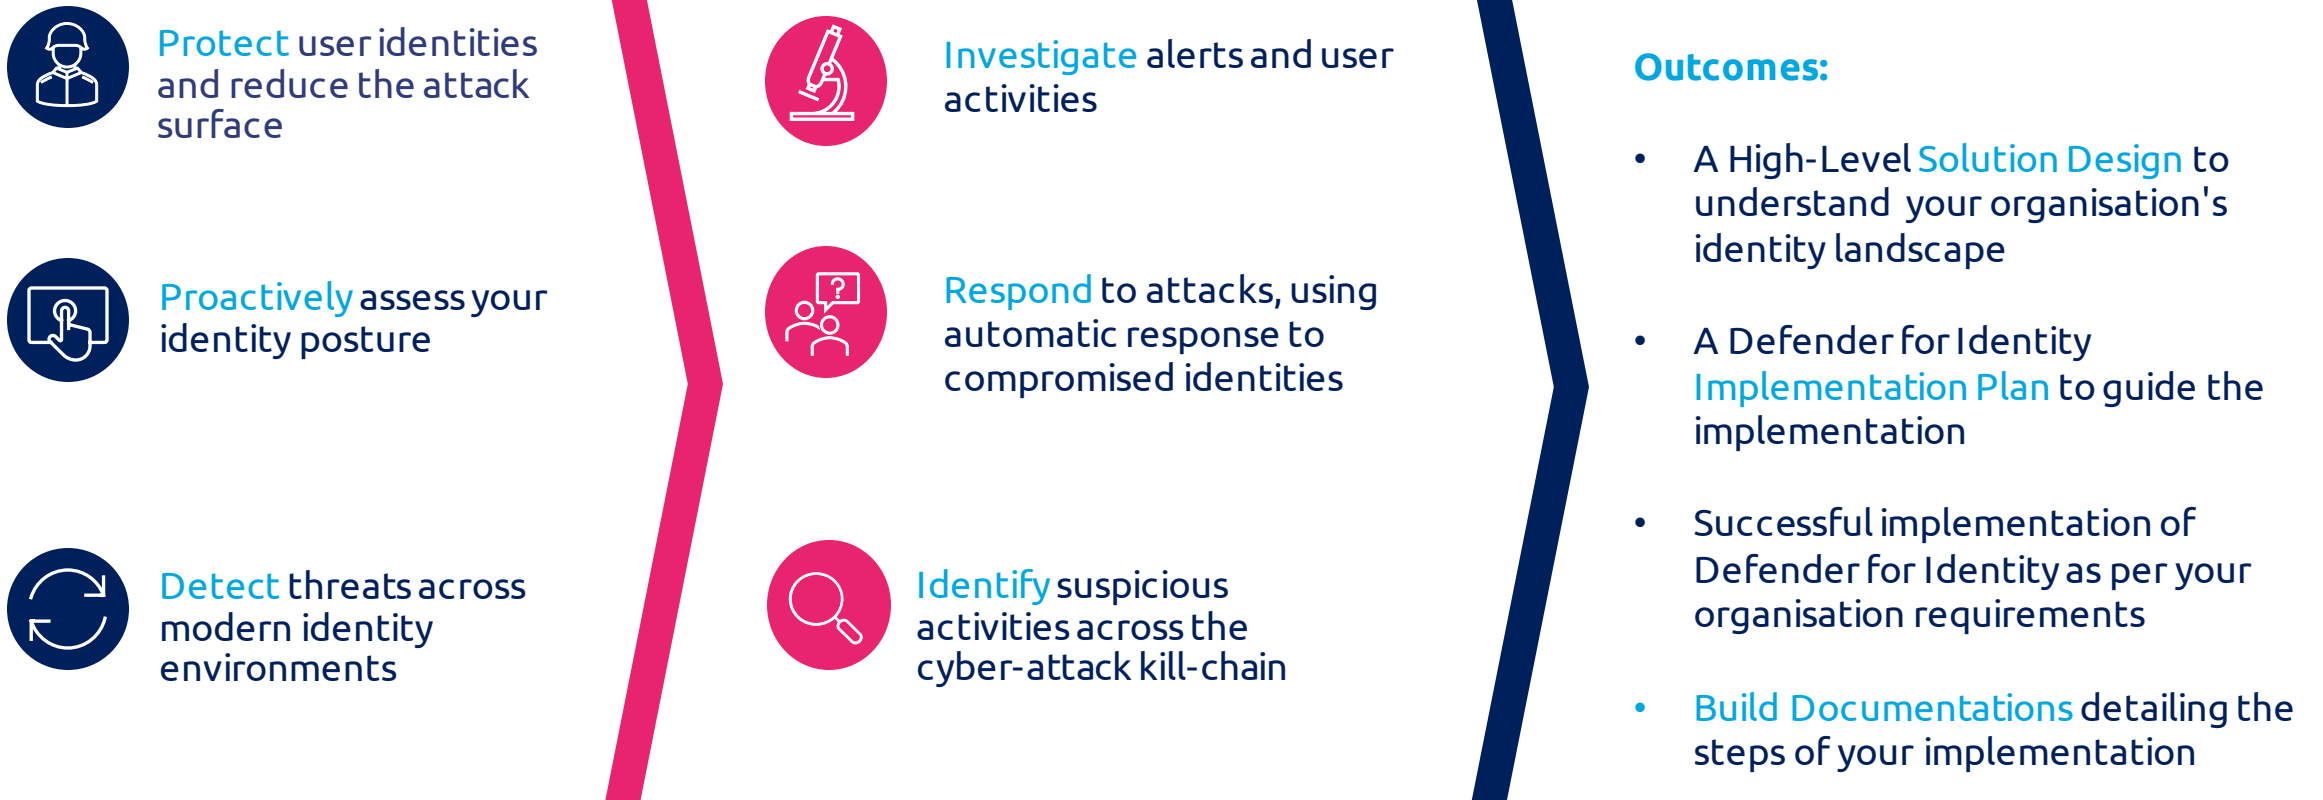 Protect user identities
and reduce the attack
surface
Proactively assess your
identity posture
Detect threats across
modern identity
environments
Investigate alerts and user
activities
?
Respond to attacks, using
automatic response to
compromised identities
Identify suspicious
activities across the
cyber-attack kill-chain
Outcomes:
• A High-Level Solution Design to
understand your organisation's
identity landscape
• A Defender for Identity
Implementation Plan to guide the
implementation
• Successful implementation of
Defender for Identity as per your
organisation requirements
• Build Documentations detailing the
steps of your implementation